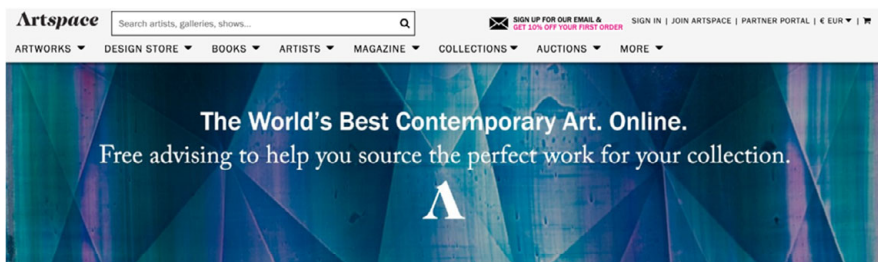 Artspace
Search artists, galleries, shows...
SIGN UP FOR OUR EMAIL &
GET 10% OFF YOUR FIRST ORDER
SIGN IN | JOIN ARTSPACE | PARTNER PORTAL | € EUR |
ARTWORKS DESIGN STORE BOOKS ARTISTS MAGAZINE COLLECTIONS AUCTIONS MORE
The World's Best Contemporary Art. Online.
Free advising to help you source the perfect work for your collection.